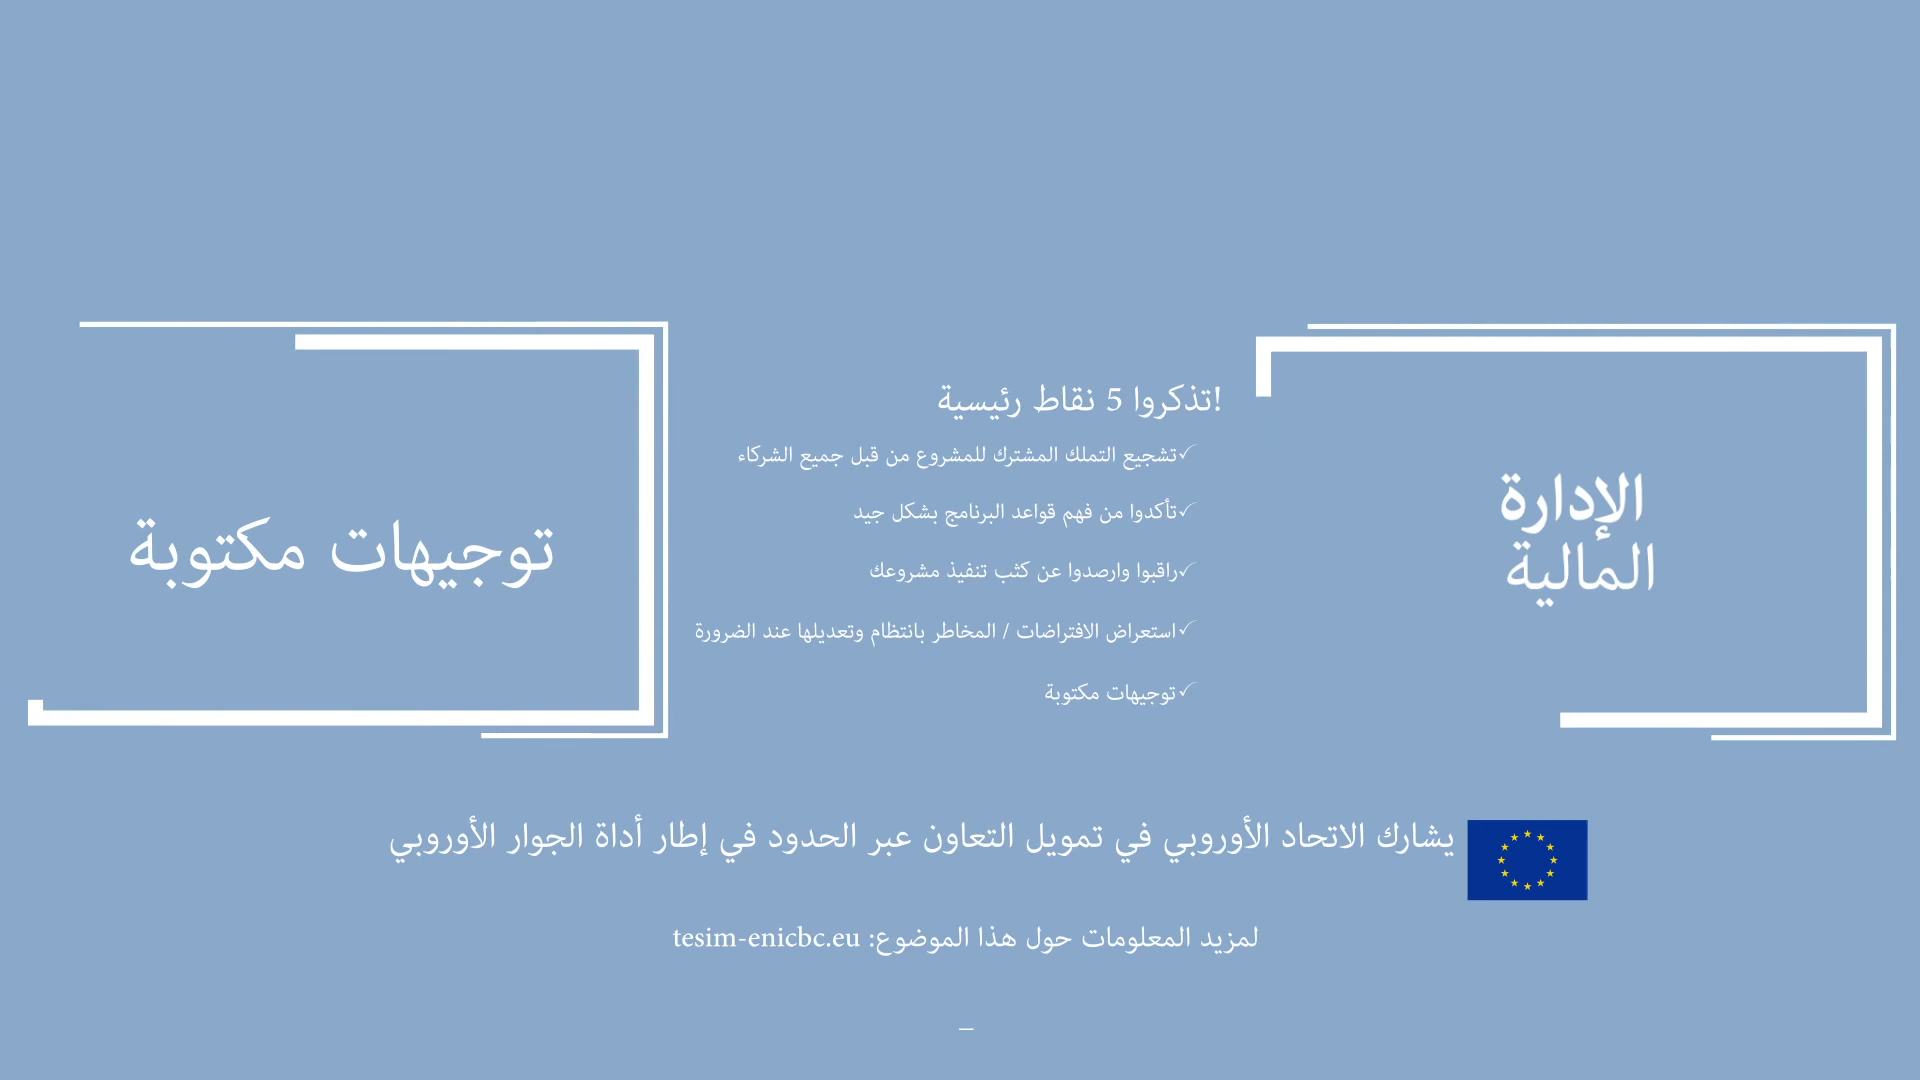 الإدارة
المالية
تذكروا 5 نقاط رئيسية!
✓تشجيع التملك المشترك للمشروع من قبل جميع الشركاء
✓تأكدوا من فهم قواعد البرنامج بشكل جيد
✓راقبوا وارصدوا عن كثب تنفيذ مشروعك
✓استعراض الافتراضات / المخاطر بانتظام وتعديلها عند الضرورة
✓توجيهات مكتوبة
توجيهات مكتوبة
يشارك الاتحاد الأوروبي في تمويل التعاون عبر الحدود في إطار أداة الجوار الأوروبي
لمزيد المعلومات حول هذا الموضوع: tesim-enicbc.eu
_